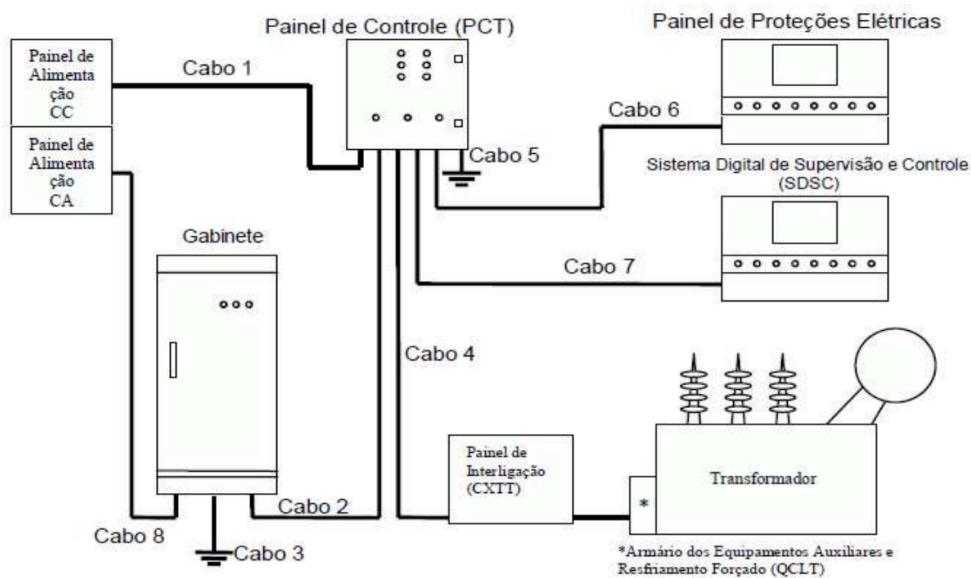 Painel de Controle (PCT)
Painel de Proteções Elétricas
Painel de
Alimenta
ção
CC
Cabo 1
Cabo 6
Painel de
Alimenta
ção
CA
Cabo 5
Sistema Digital de Supervisão e Controle
(SDSC)
Gabinete
Cabo 7
Cabo 4
Painel de
Interligação
(CXTT)
Transformador
*
Cabo 2
Cabo 8
Cabo 3
*Armário dos Equipamentos Auxiliares e
Resfriamento Forçado (QCLT)